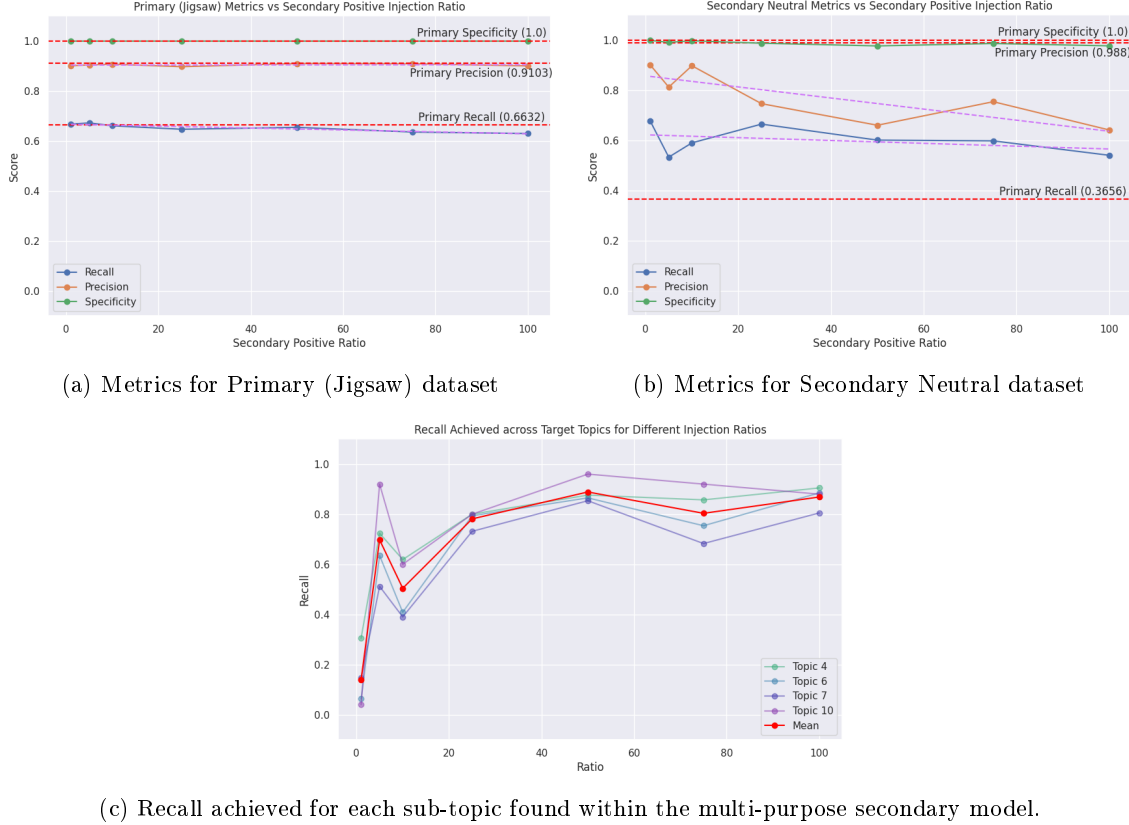 Primary (Jigsaw) Metrics vs Secondary Positive Injection Ratio
Primary Specificity (1.0)
Primary Precision (0.9103)
Primary Recall (0.6632)
1.0
0.8
0.6
0.4
0.2
0.0
Score
Recall
Precision
Specificity
0 20 40 60 80 100
Secondary Positive Ratio
(a) Metrics for Primary (Jigsaw) dataset
Secondary Neutral Metrics vs Secondary Positive Injection Ratio
Primary Specificity (1.0)
Primary Precision (0.988)
Primary Recall (0.3656)
1.0
0.8
0.6
0.4
0.2
0.0
Score
Recall
Precision
Specificity
0 20 40 60 80 100
Secondary Positive Ratio
(b) Metrics for Secondary Neutral dataset
Recall Achieved across Target Topics for Different Injection Ratios
1.0
0.8
0.6
0.4
0.2
0.0
Recall
Topic 4
Topic 6
Topic 7
Topic 10
Mean
0 20 40 60 80 100
Ratio
(c) Recall achieved for each sub-topic found within the multi-purpose secondary model.